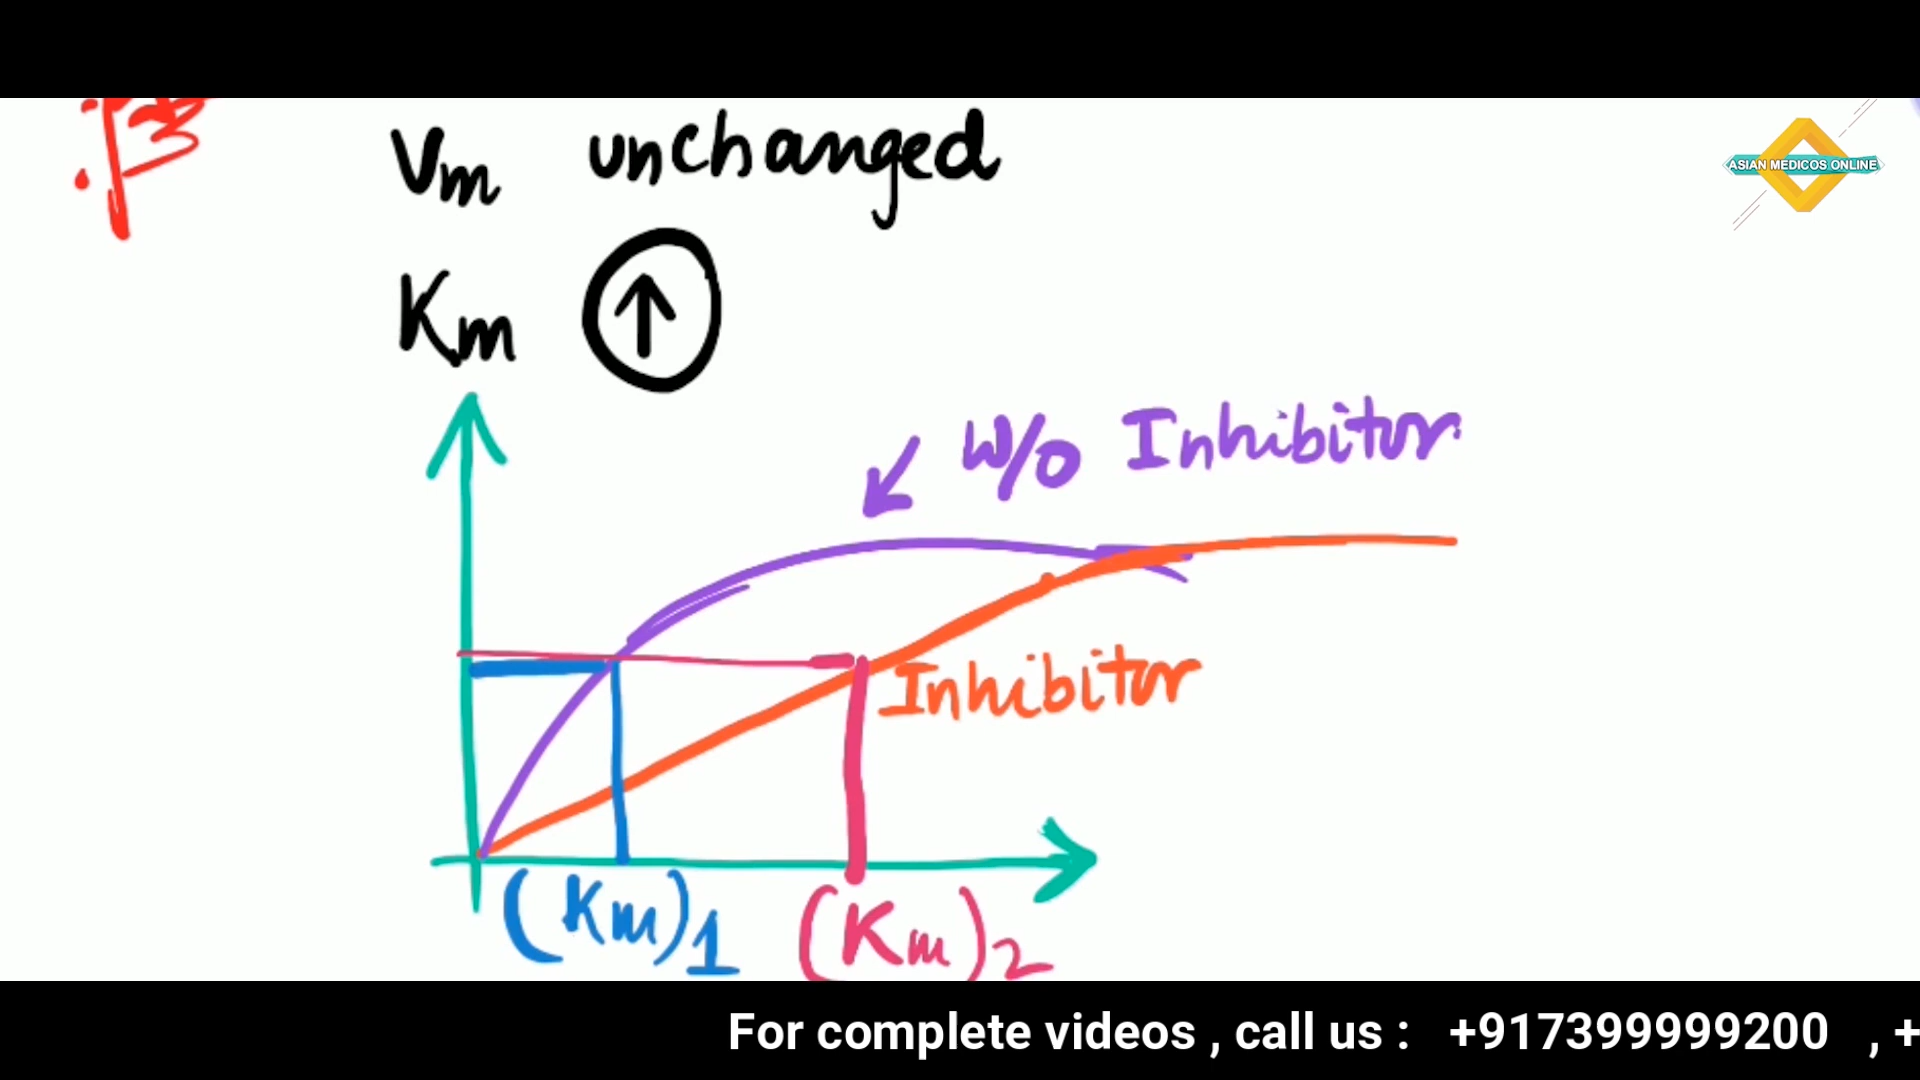 Vm unchanged
ASIAN MEDICOS ONLINE
Km ↑
W/O Inhibitor
Inhibitor
(Km)1 (Km)2
For complete videos , call us : +917399999200 , +